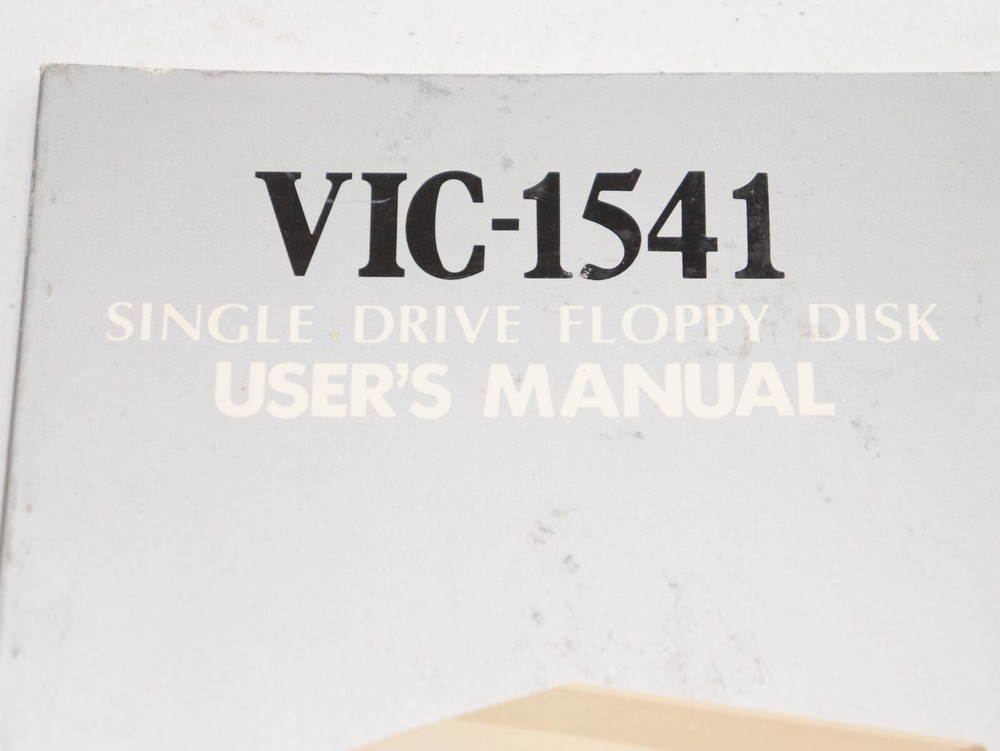 VIC-1541
SINGLE DRIVE FLOPPY DISK
USER'S MANUAL